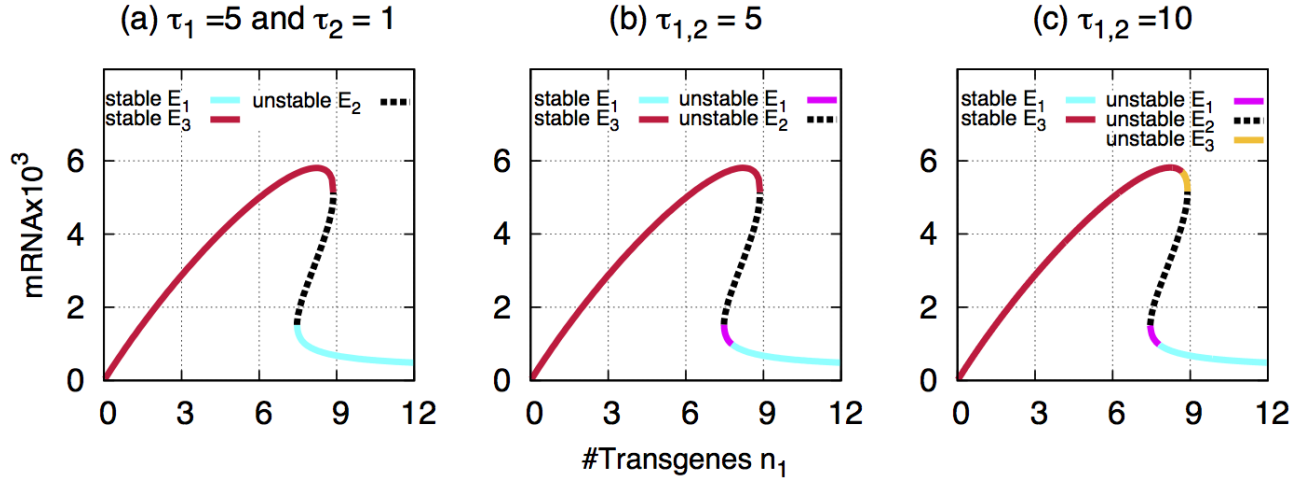 (a) τ₁ =5 and τ₂ = 1
mRNAx10³
stable E₁ unstable E₂
stable E₃
6
4
2
0
0 3 6 9 12
(b) τ₁,₂ = 5
stable E₁ unstable E₁
stable E₃ unstable E₂
6
4
2
0
0 3 6 9 12
#Transgenes n₁
(c) τ₁,₂ =10
stable E₁ unstable E₁
stable E₃ unstable E₂
unstable E₃
6
4
2
0
0 3 6 9 12